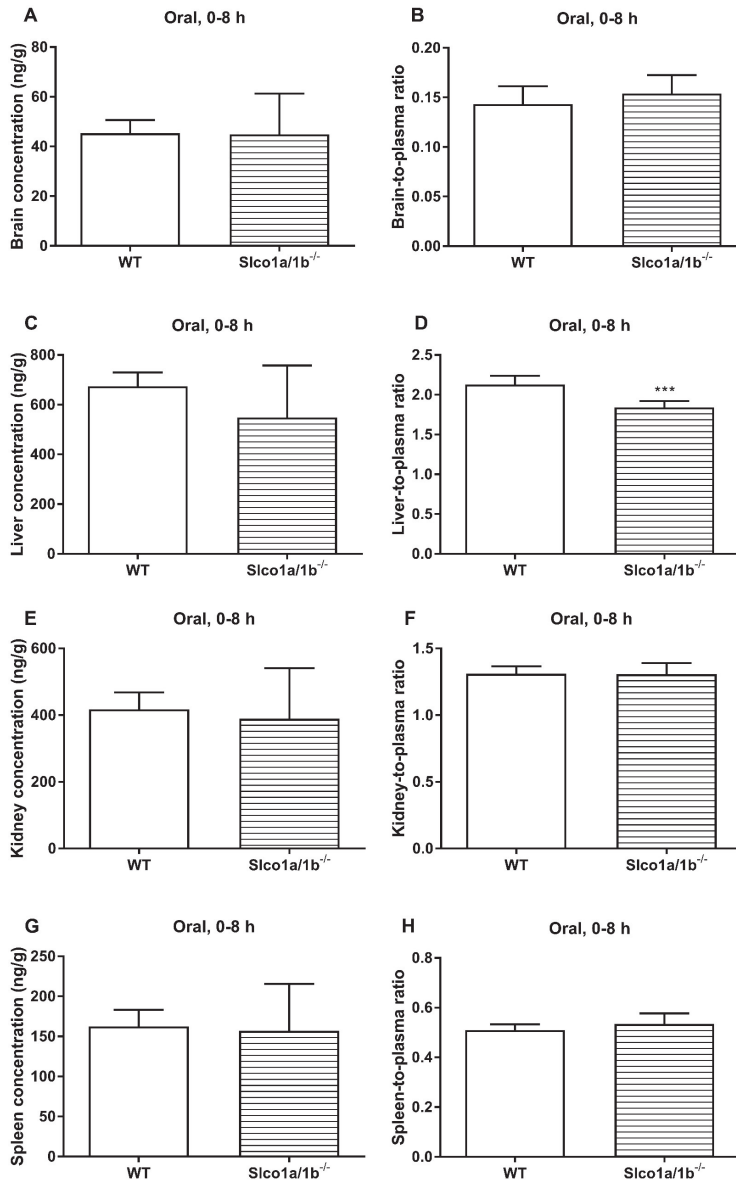 A
Oral, 0-8 h
Brain concentration (ng/g)
80
60
40
20
0
WT
Slco1a/1b-/-
B
Oral, 0-8 h
Brain-to-plasma ratio
0.20
0.15
0.10
0.05
0.00
WT
Slco1a/1b-/-
C
Oral, 0-8 h
Liver concentration (ng/g)
800
600
400
200
0
WT
Slco1a/1b-/-
D
Oral, 0-8 h
Liver-to-plasma ratio
2.5
2.0
1.5
1.0
0.5
0.0
***
WT
Slco1a/1b-/-
E
Oral, 0-8 h
Kidney concentration (ng/g)
600
400
200
0
WT
Slco1a/1b-/-
F
Oral, 0-8 h
Kidney-to-plasma ratio
1.5
1.0
0.5
0.0
WT
Slco1a/1b-/-
G
Oral, 0-8 h
Spleen concentration (ng/g)
250
200
150
100
50
0
WT
Slco1a/1b-/-
H
Oral, 0-8 h
Spleen-to-plasma ratio
0.8
0.6
0.4
0.2
0.0
WT
Slco1a/1b-/-